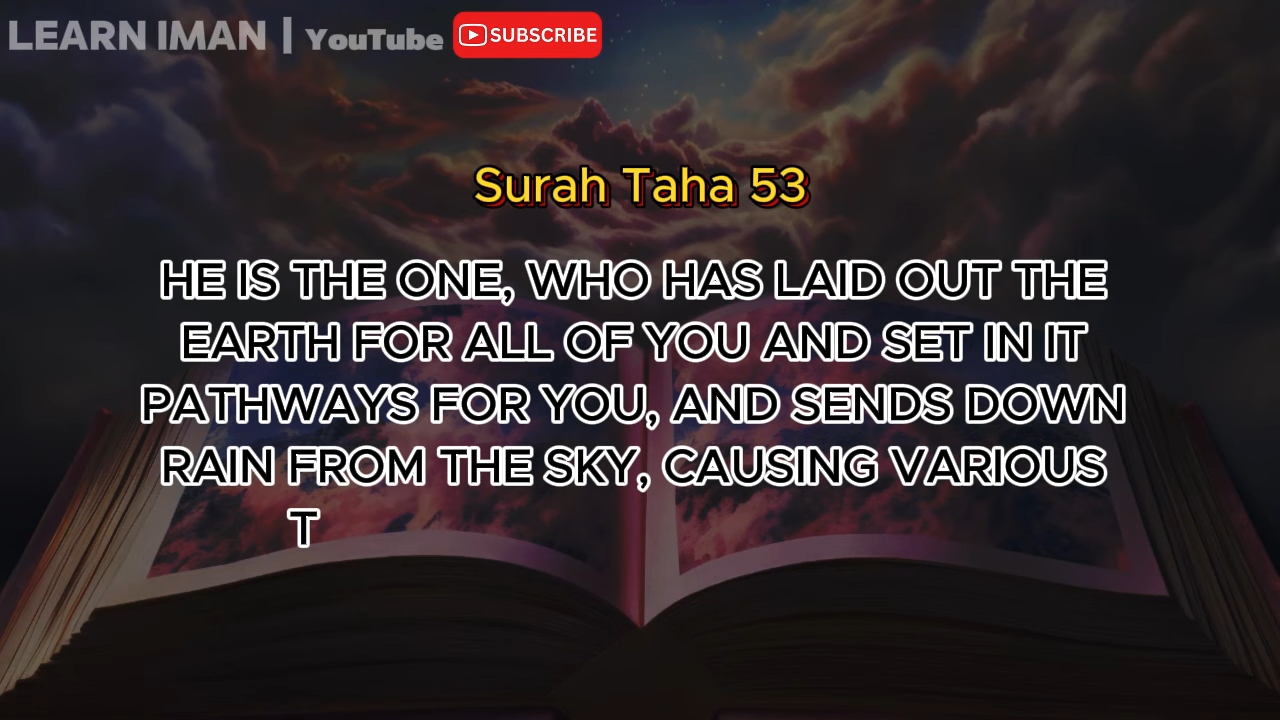 LEARN IMAN | YouTube SUBSCRIBE
Surah Taha 53
HE IS THE ONE, WHO HAS LAID OUT THE
EARTH FOR ALL OF YOU AND SET IN IT
PATHWAYS FOR YOU, AND SENDS DOWN
RAIN FROM THE SKY, CAUSING VARIOUS
T